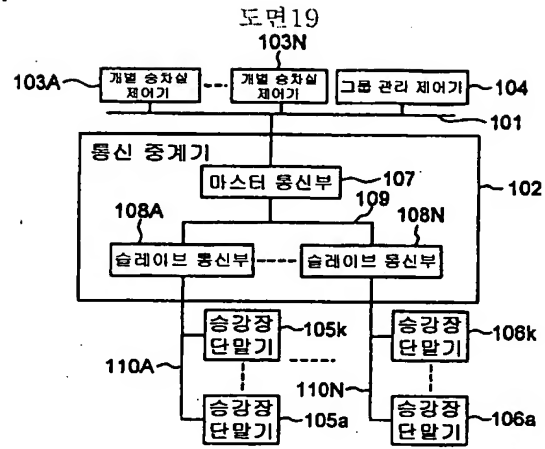 도면19
103N
103A
개별 승차실
제어기
개별 승차실
제어기
그룹 관리 제어기
104
101
통신 중계기
마스터 통신부
107
102
109
108A
108N
슬레이브 통신부
슬레이브 통신부
승강장
단말기
105k
승강장
단말기
106k
110A
110N
승강장
단말기
105a
승강장
단말기
106a